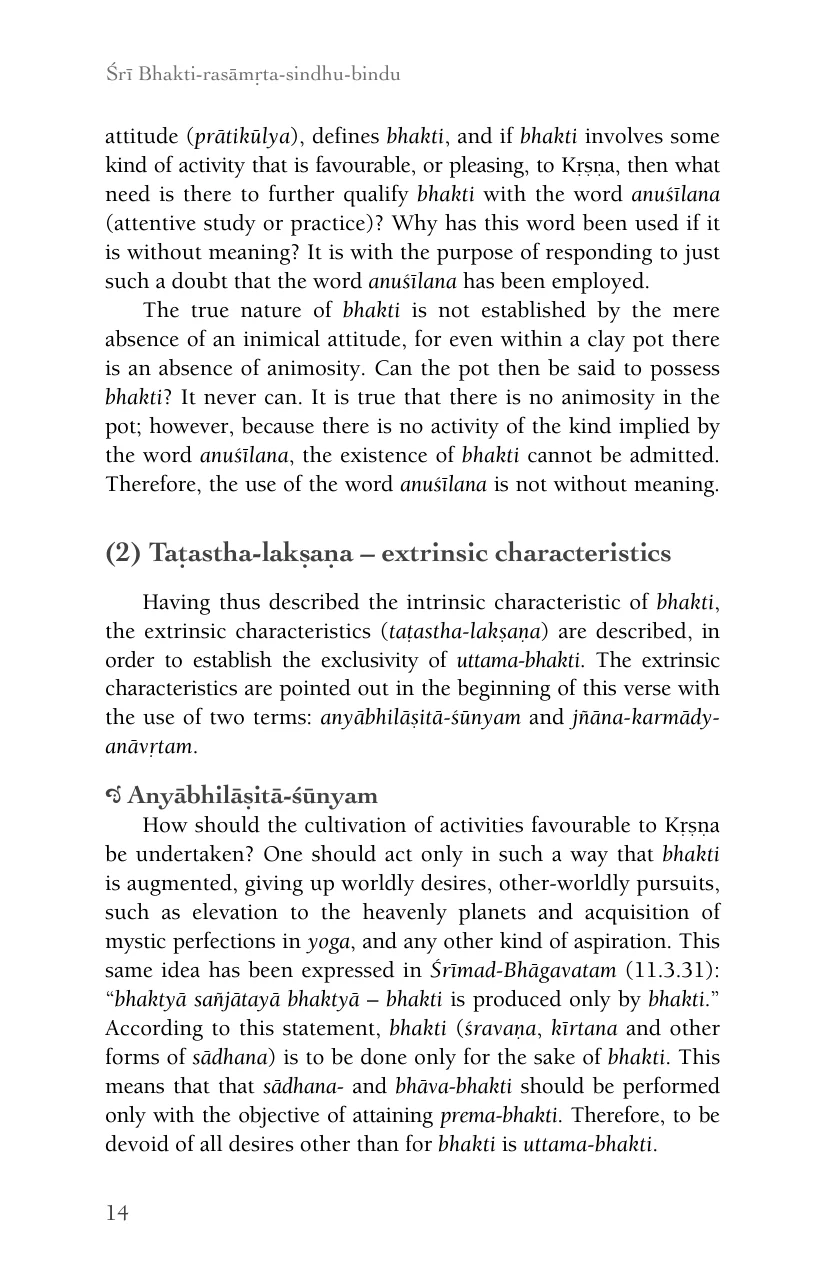 Śrī Bhakti-rasāmṛta-sindhu-bindu
attitude (prātikūlya), defines bhakti, and if bhakti involves some
kind of activity that is favourable, or pleasing, to Kṛṣṇa, then what
need is there to further qualify bhakti with the word anuśīlana
(attentive study or practice)? Why has this word been used if it
is without meaning? It is with the purpose of responding to just
such a doubt that the word anuśīlana has been employed.
The true nature of bhakti is not established by the mere
absence of an inimical attitude, for even within a clay pot there
is an absence of animosity. Can the pot then be said to possess
bhakti? It never can. It is true that there is no animosity in the
pot; however, because there is no activity of the kind implied by
the word anuśīlana, the existence of bhakti cannot be admitted.
Therefore, the use of the word anuśīlana is not without meaning.
(2) Taṭastha-lakṣaṇa – extrinsic characteristics
Having thus described the intrinsic characteristic of bhakti,
the extrinsic characteristics (taṭastha-lakṣaṇa) are described, in
order to establish the exclusivity of uttama-bhakti. The extrinsic
characteristics are pointed out in the beginning of this verse with
the use of two terms: anyābhilāṣitā-śūnyam and jñāna-karmādy-
anāvṛtam.
Anyābhilāṣitā-śūnyam
How should the cultivation of activities favourable to Kṛṣṇa
be undertaken? One should act only in such a way that bhakti
is augmented, giving up worldly desires, other-worldly pursuits,
such as elevation to the heavenly planets and acquisition of
mystic perfections in yoga, and any other kind of aspiration. This
same idea has been expressed in Śrīmad-Bhāgavatam (11.3.31):
“bhaktyā sañjātayā bhaktyā – bhakti is produced only by bhakti.”
According to this statement, bhakti (śravaṇa, kīrtana and other
forms of sādhana) is to be done only for the sake of bhakti. This
means that that sādhana- and bhāva-bhakti should be performed
only with the objective of attaining prema-bhakti. Therefore, to be
devoid of all desires other than for bhakti is uttama-bhakti.
14